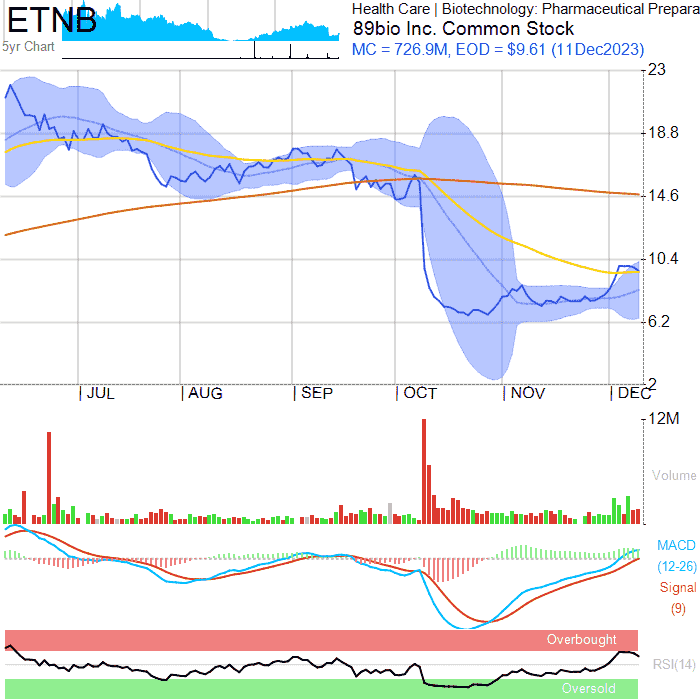 ETNB
5yr Chart
Health Care | Biotechnology: Pharmaceutical Prepara
89bio Inc. Common Stock
MC = 726.9M, EOD = $9.61 (11Dec2023)
23
18.8
14.6
10.4
6.2
2
JUL AUG SEP OCT NOV DEC
12M
Volume
MACD
(12-26)
Signal
(9)
Overbought
RSI(14)
Oversold